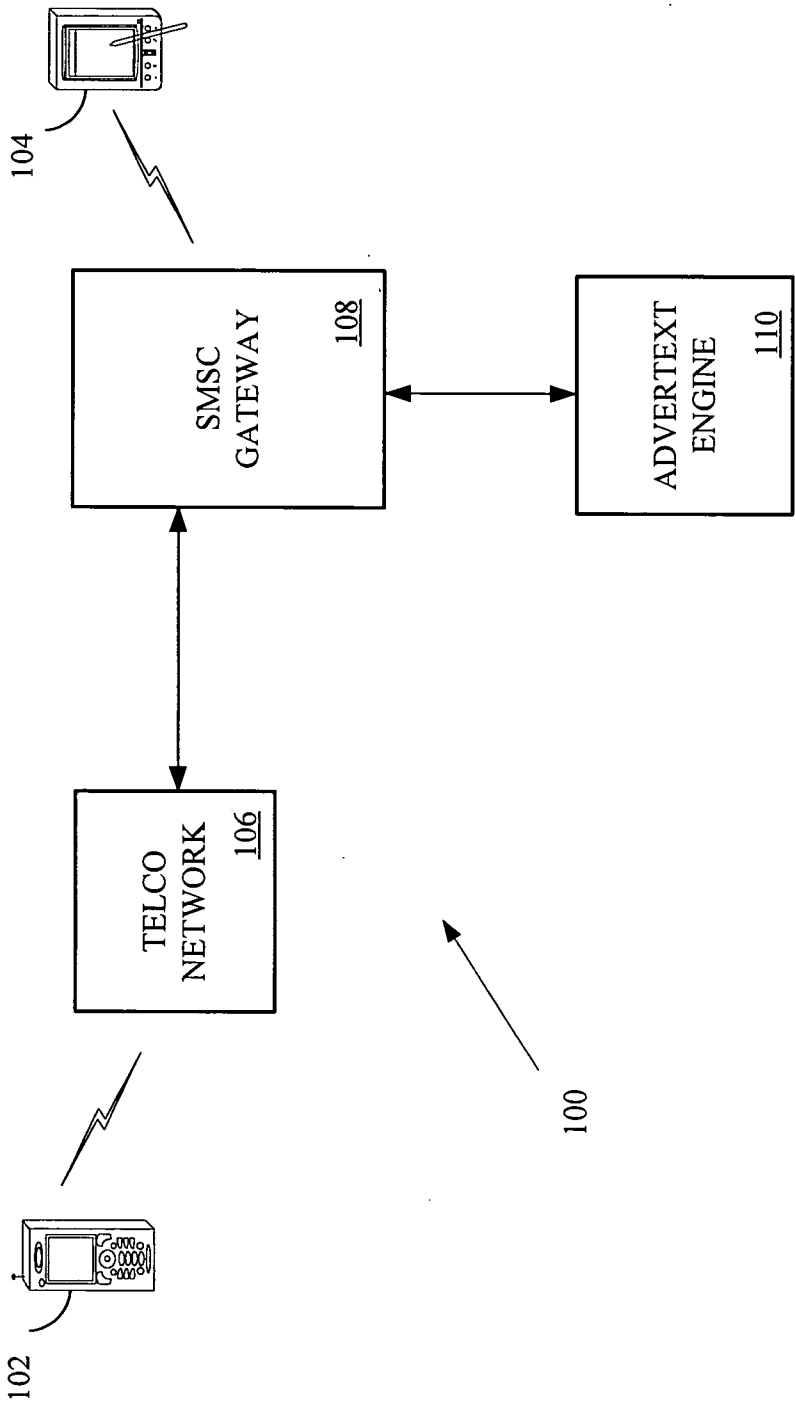 102
104
TELCO
NETWORK
106
SMSC
GATEWAY
108
ADVERTEXT
ENGINE
110
100